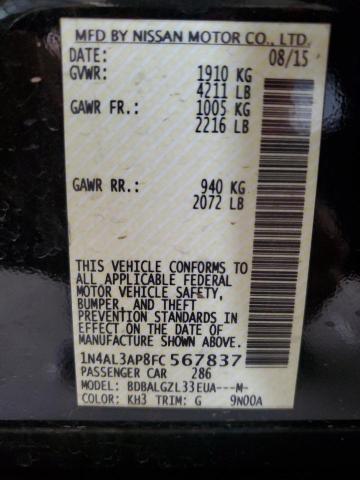 MFD BY NISSAN MOTOR CO., LTD.
DATE: 08/15
GVWR: 1910 KG
4211 LB
GAWR FR.: 1005 KG
2216 LB
GAWR RR.: 940 KG
2072 LB
THIS VEHICLE CONFORMS TO
ALL APPLICABLE FEDERAL
MOTOR VEHICLE SAFETY,
BUMPER, AND THEFT
PREVENTION STANDARDS IN
EFFECT ON THE DATE OF
MANUFACTURE SHOWN ABOVE.
1N4AL3AP8FC567837
PASSENGER CAR 286
MODEL: BDBALGZL33EUA---M-
COLOR: KH3 TRIM: G 9N00A